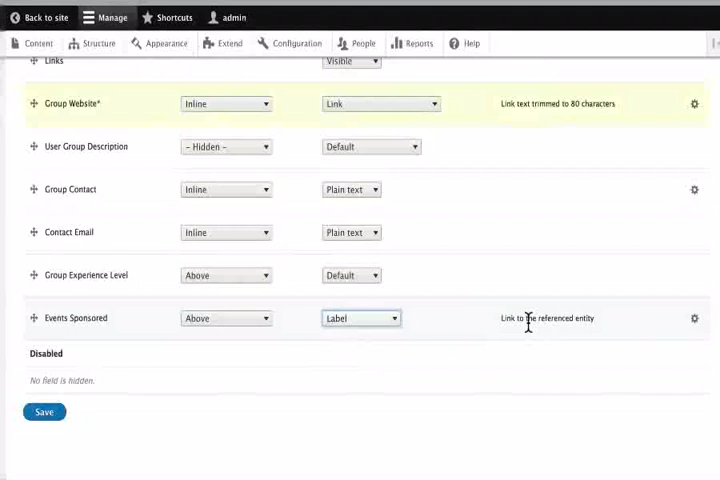 Back to site Manage Shortcuts admin
Content Structure Appearance Extend Configuration People Reports Help
Links Visible
Group Website* Inline Link Link text trimmed to 80 characters
User Group Description - Hidden - Default
Group Contact Inline Plain text
Contact Email Inline Plain text
Group Experience Level Above Default
Events Sponsored Above Label Link to the referenced entity
Disabled
No field is hidden.
Save